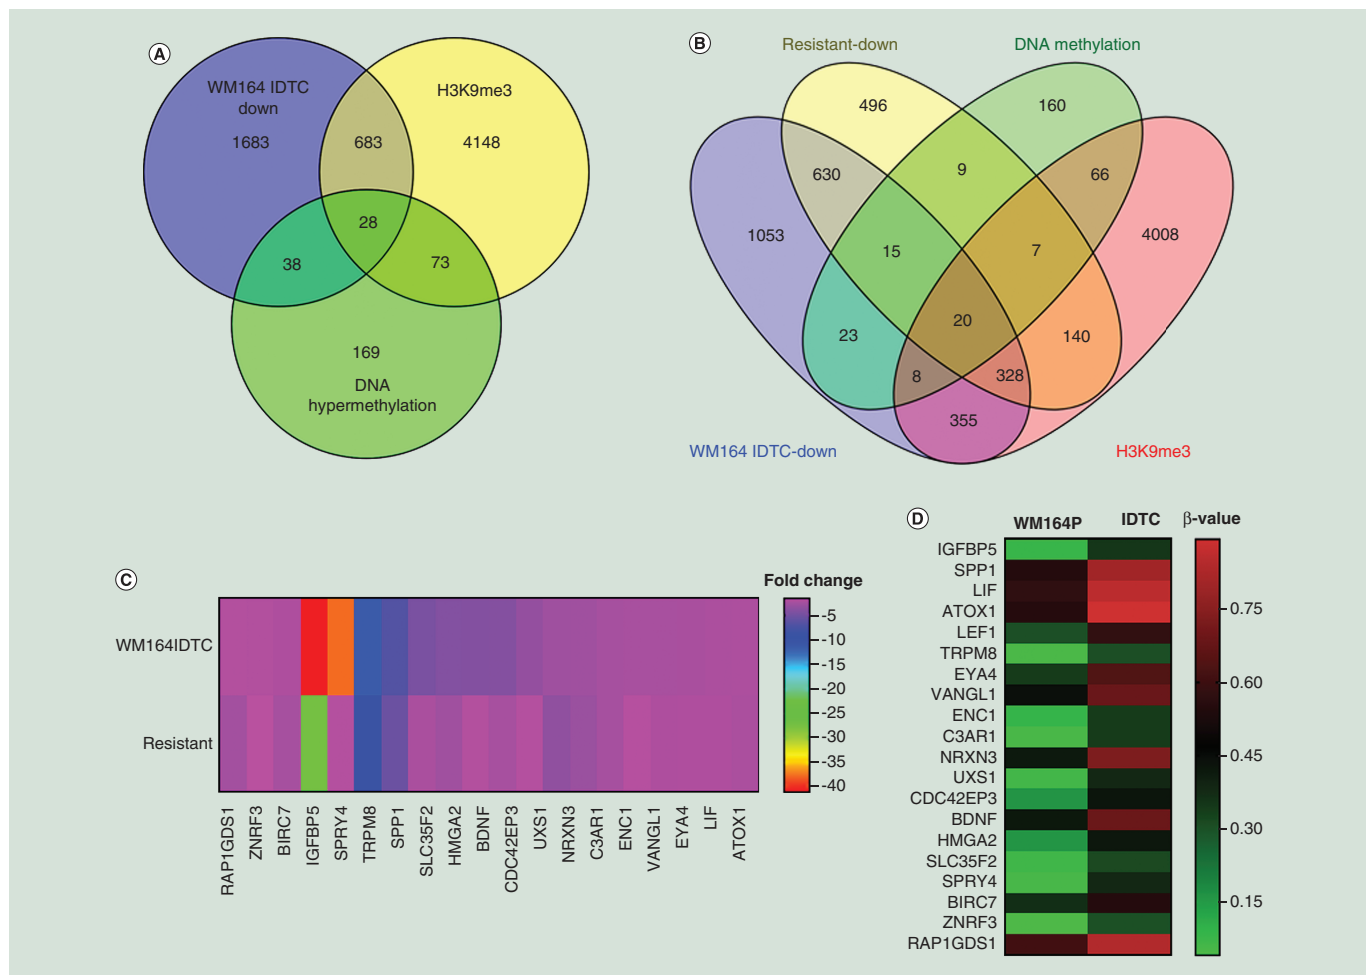 A
WM164 IDTC
down
H3K9me3
1683
683
4148
28
38
73
169
DNA
hypermethylation
B
Resistant-down
DNA methylation
496
160
630
9
66
1053
15
7
4008
20
23
140
8
328
355
WM164 IDTC-down
H3K9me3
C
Fold change
WM164IDTC
Resistant
-5
-10
-15
-20
-25
-30
-35
-40
RAP1GDS1
ZNRF3
BIRC7
IGFBP5
SPRY4
TRPM8
SPP1
SLC35F2
HMGA2
BDNF
CDC42EP3
UXS1
NRXN3
C3AR1
ENC1
VANGL1
EYA4
LIF
ATOX1
D
WM164P IDTC β-value
IGFBP5
SPP1
LIF
ATOX1
LEF1
TRPM8
EYA4
VANGL1
ENC1
C3AR1
NRXN3
UXS1
CDC42EP3
BDNF
HMGA2
SLC35F2
SPRY4
BIRC7
ZNRF3
RAP1GDS1
0.75
0.60
0.45
0.30
0.15